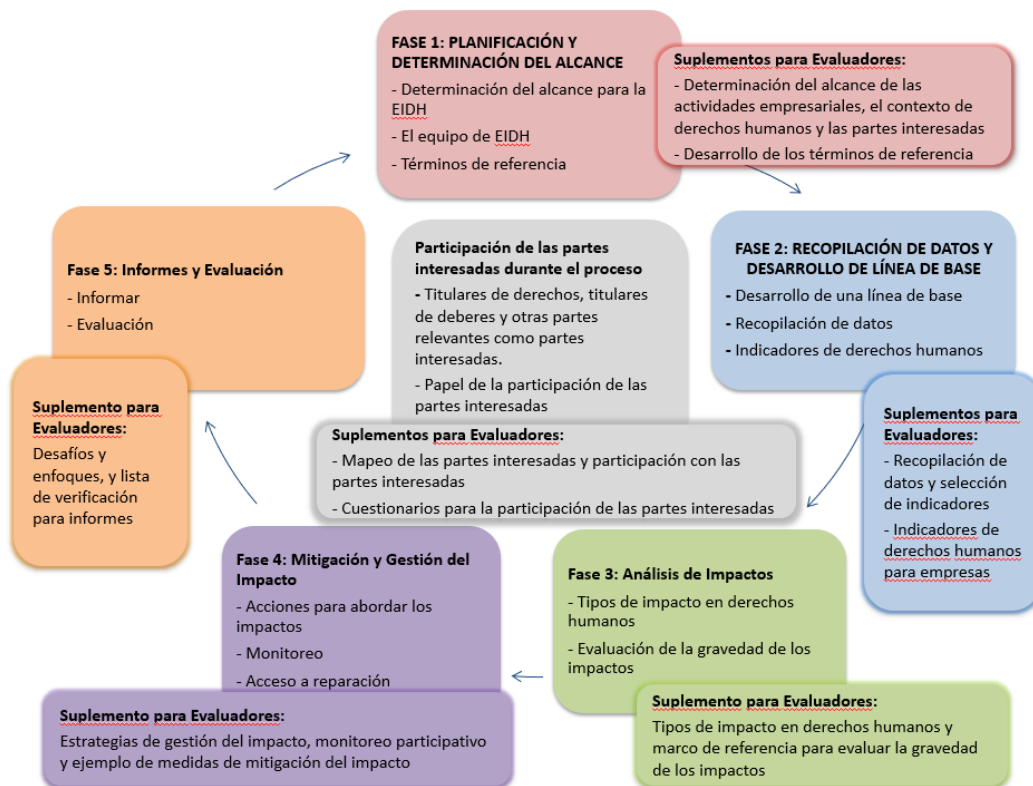 FASE 1: PLANIFICACIÓN Y
DETERMINACIÓN DEL ALCANCE
- Determinación del alcance para la
EIDH
- El equipo de EIDH
- Términos de referencia
Suplementos para Evaluadores:
- Determinación del alcance de las
actividades empresariales, el contexto de
derechos humanos y las partes interesadas
- Desarrollo de los términos de referencia
FASE 2: RECOPILACIÓN DE DATOS Y
DESARROLLO DE LÍNEA DE BASE
- Desarrollo de una línea de base
- Recopilación de datos
- Indicadores de derechos humanos
Suplementos para
Evaluadores:
- Recopilación de
datos y selección
de indicadores
- Indicadores de
derechos humanos
para empresas
Fase 3: Análisis de Impactos
- Tipos de impacto en derechos
humanos
- Evaluación de la gravedad de los
impactos
Suplemento para Evaluadores:
Tipos de impacto en derechos humanos y
marco de referencia para evaluar la gravedad
de los impactos
Fase 4: Mitigación y Gestión del
Impacto
- Acciones para abordar los
impactos
- Monitoreo
- Acceso a reparación
Suplemento para Evaluadores:
Estrategias de gestión del impacto, monitoreo participativo
y ejemplo de medidas de mitigación del impacto
Fase 5: Informes y Evaluación
- Informar
- Evaluación
Suplemento para
Evaluadores:
Desafíos y
enfoques, y lista
de verificación
para informes
Participación de las partes
interesadas durante el proceso
- Titulares de derechos, titulares
de deberes y otras partes
relevantes como partes
interesadas.
- Papel de la participación de las
partes interesadas
Suplementos para Evaluadores:
- Mapeo de las partes interesadas y participación con las
partes interesadas
- Cuestionarios para la participación de las partes interesadas